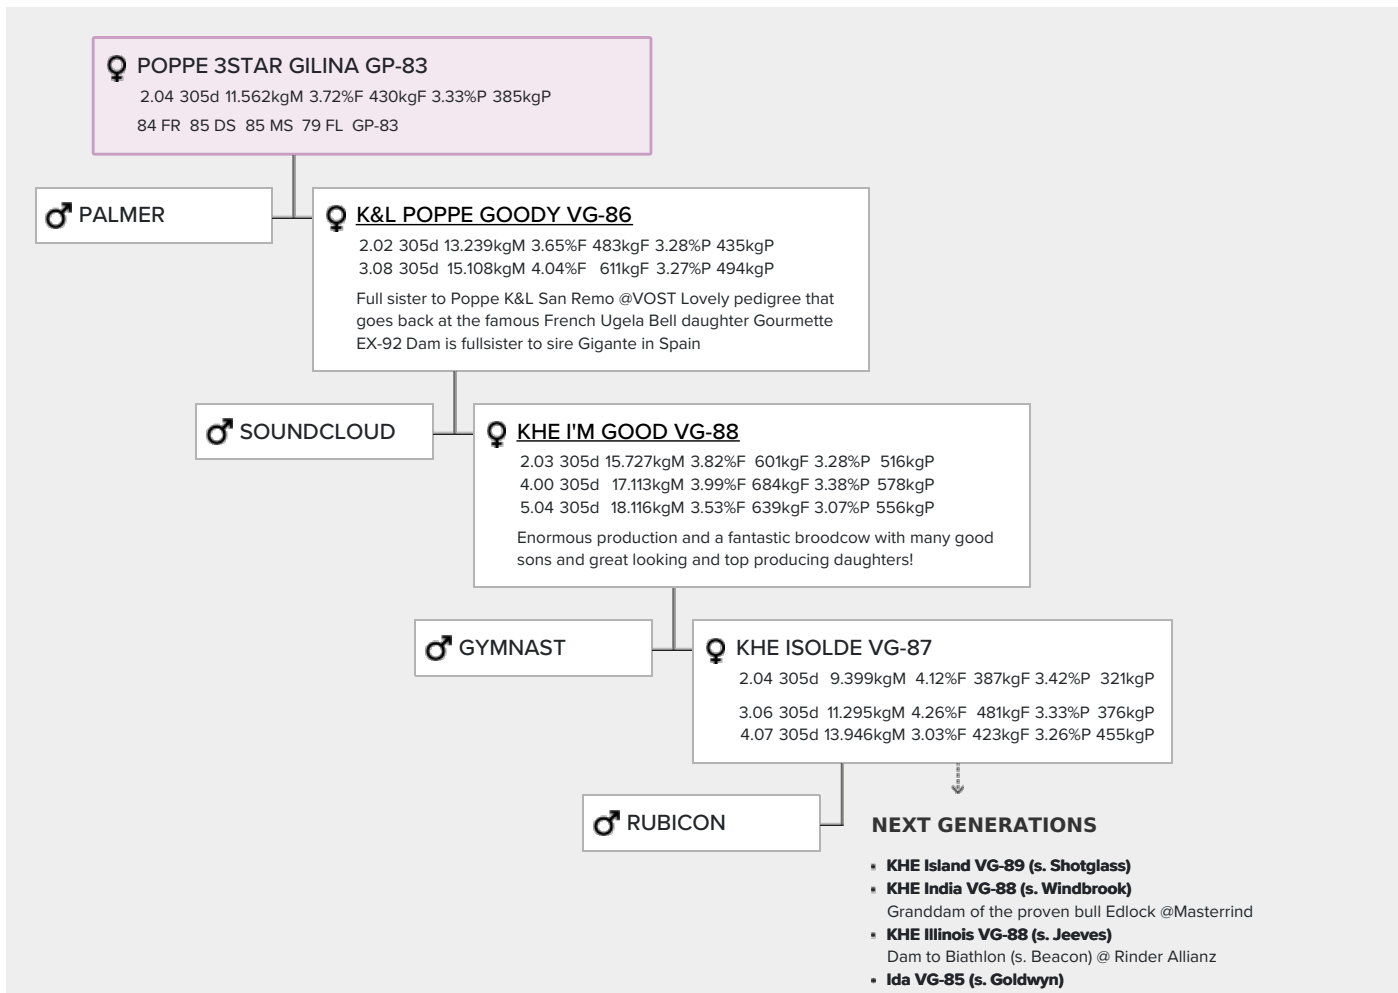 POPPE 3STAR GILINA GP-83
2.04 305d 11.562kgM 3.72%F 430kgF 3.33%P 385kgP
84 FR 85 DS 85 MS 79 FL GP-83
PALMER
K&L POPPE GOODY VG-86
2.02 305d 13.239kgM 3.65%F 483kgF 3.28%P 435kgP
3.08 305d 15.108kgM 4.04%F 611kgF 3.27%P 494kgP
Full sister to Poppe K&L San Remo @VOST Lovely pedigree that
goes back at the famous French Ugela Bell daughter Gourmette
EX-92 Dam is fullsister to sire Gigante in Spain
SOUNDCLOUD
KHE I'M GOOD VG-88
2.03 305d 15.727kgM 3.82%F 601kgF 3.28%P 516kgP
4.00 305d 17.113kgM 3.99%F 684kgF 3.38%P 578kgP
5.04 305d 18.116kgM 3.53%F 639kgF 3.07%P 556kgP
Enormous production and a fantastic broodcow with many good
sons and great looking and top producing daughters!
GYMNAST
KHE ISOLDE VG-87
2.04 305d 9.399kgM 4.12%F 387kgF 3.42%P 321kgP
3.06 305d 11.295kgM 4.26%F 481kgF 3.33%P 376kgP
4.07 305d 13.946kgM 3.03%F 423kgF 3.26%P 455kgP
RUBICON
NEXT GENERATIONS
▪ KHE Island VG-89 (s. Shotglass)
▪ KHE India VG-88 (s. Windbrook)
Granddam of the proven bull Edlock @Masterrind
▪ KHE Illinois VG-88 (s. Jeeves)
Dam to Biathlon (s. Beacon) @ Rinder Allianz
▪ Ida VG-85 (s. Goldwyn)